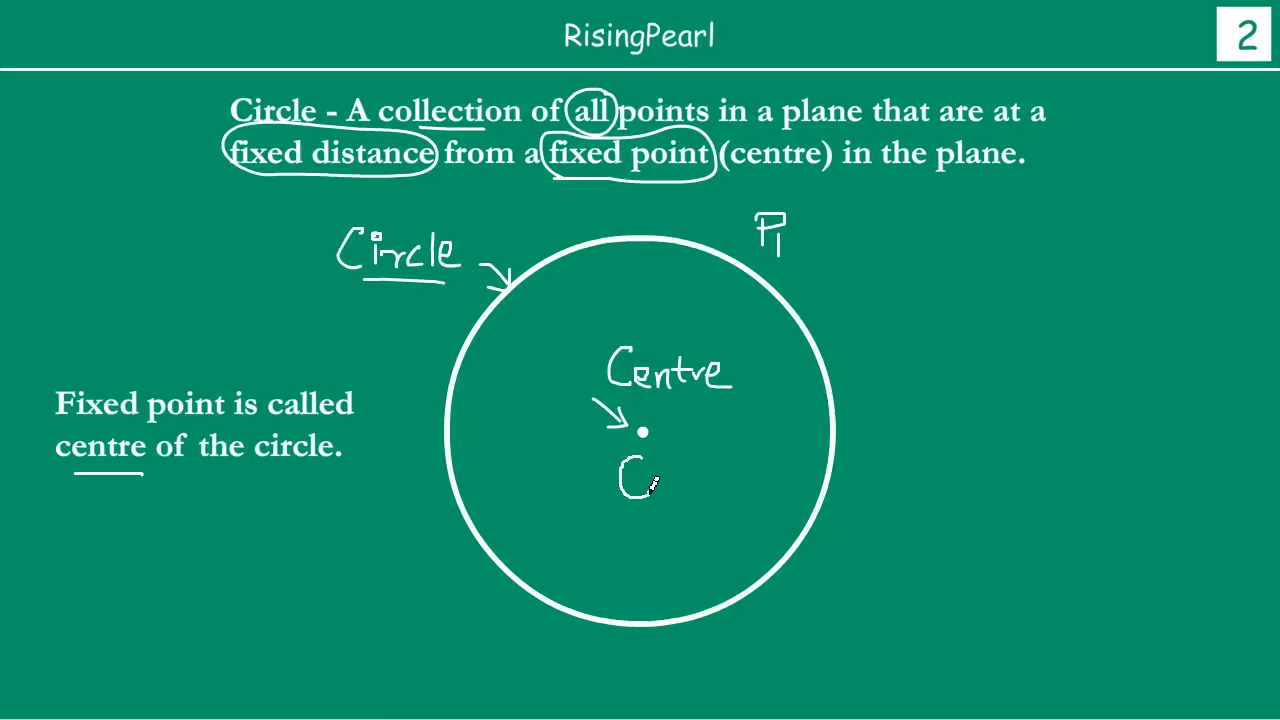 RisingPearl
2
Circle - A collection of all points in a plane that are at a
fixed distance from a fixed point (centre) in the plane.
P1
Circle
Centre
Fixed point is called
centre of the circle.
C